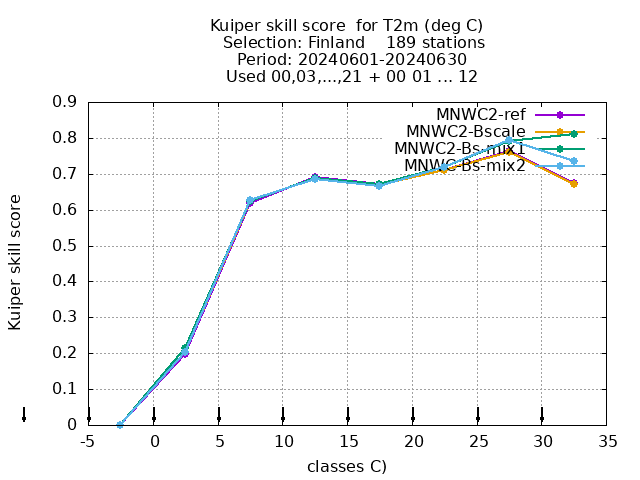 Kuiper skill score for T2m (deg C)
Selection: Finland 189 stations
Period: 20240601-20240630
Used 00,03,...,21 + 00 01 ... 12
MNWC2-ref
MNWC2-Bscale
MNWC2-Bs-mix1
MNWC-Bs-mix2
Kuiper skill score
0.9
0.8
0.7
0.6
0.5
0.4
0.3
0.2
0.1
0
-5 0 5 10 15 20 25 30 35
classes C)